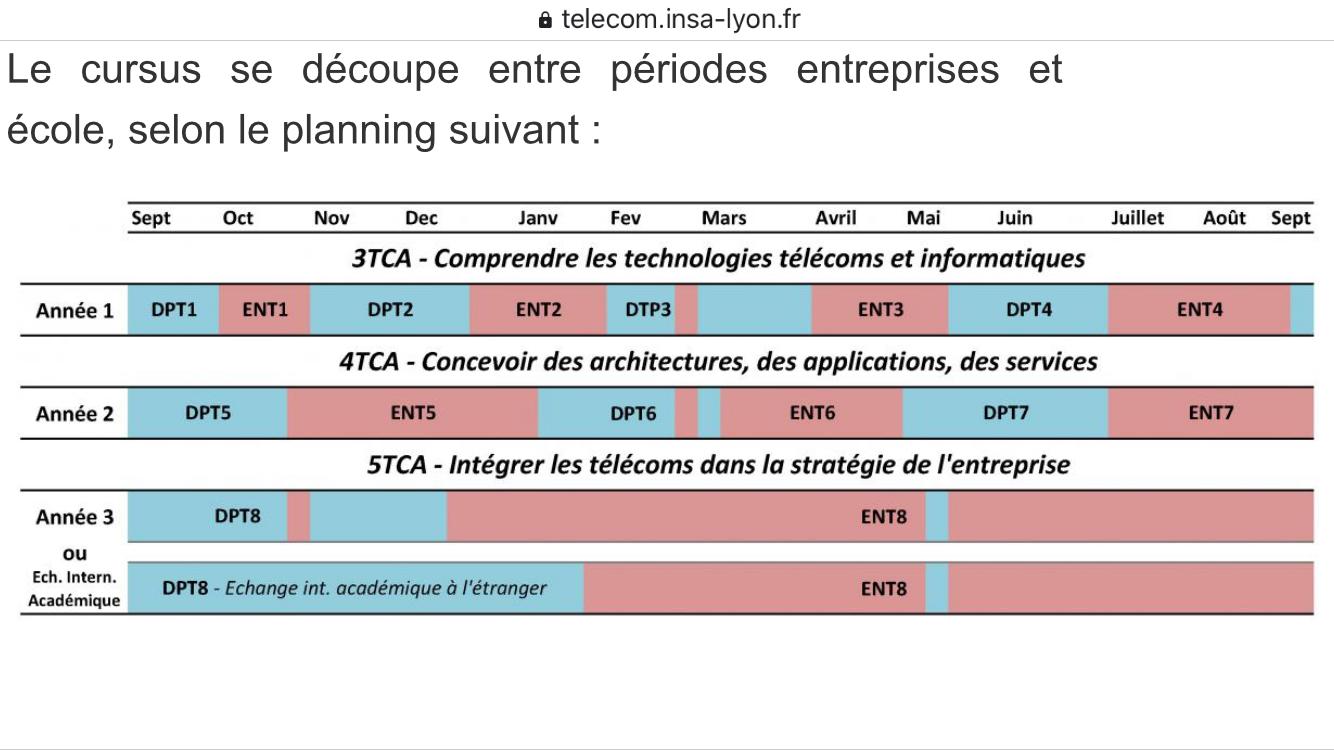 telecom.insa-lyon.fr
Le cursus se découpe entre périodes entreprises et
école, selon le planning suivant :
Sept Oct Nov Dec Janv Fev Mars Avril Mai Juin Juillet Août Sept
3TCA - Comprendre les technologies télécoms et informatiques
Année 1 DPT1 ENT1 DPT2 ENT2 DTP3 ENT3 DPT4 ENT4
4TCA - Concevoir des architectures, des applications, des services
Année 2 DPT5 ENT5 DPT6 ENT6 DPT7 ENT7
5TCA - Intégrer les télécoms dans la stratégie de l'entreprise
Année 3 DPT8 ENT8
ou
Ech. Intern.
Académique
DPT8 - Echange int. académique à l'étranger ENT8